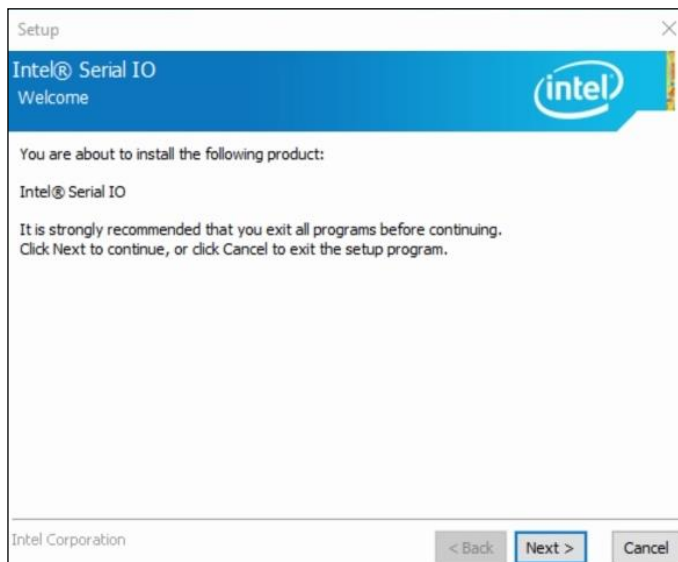 Setup
Intel® Serial IO
Welcome
intel
You are about to install the following product:
Intel® Serial IO
It is strongly recommended that you exit all programs before continuing.
Click Next to continue, or click Cancel to exit the setup program.
Intel Corporation
< Back Next > Cancel